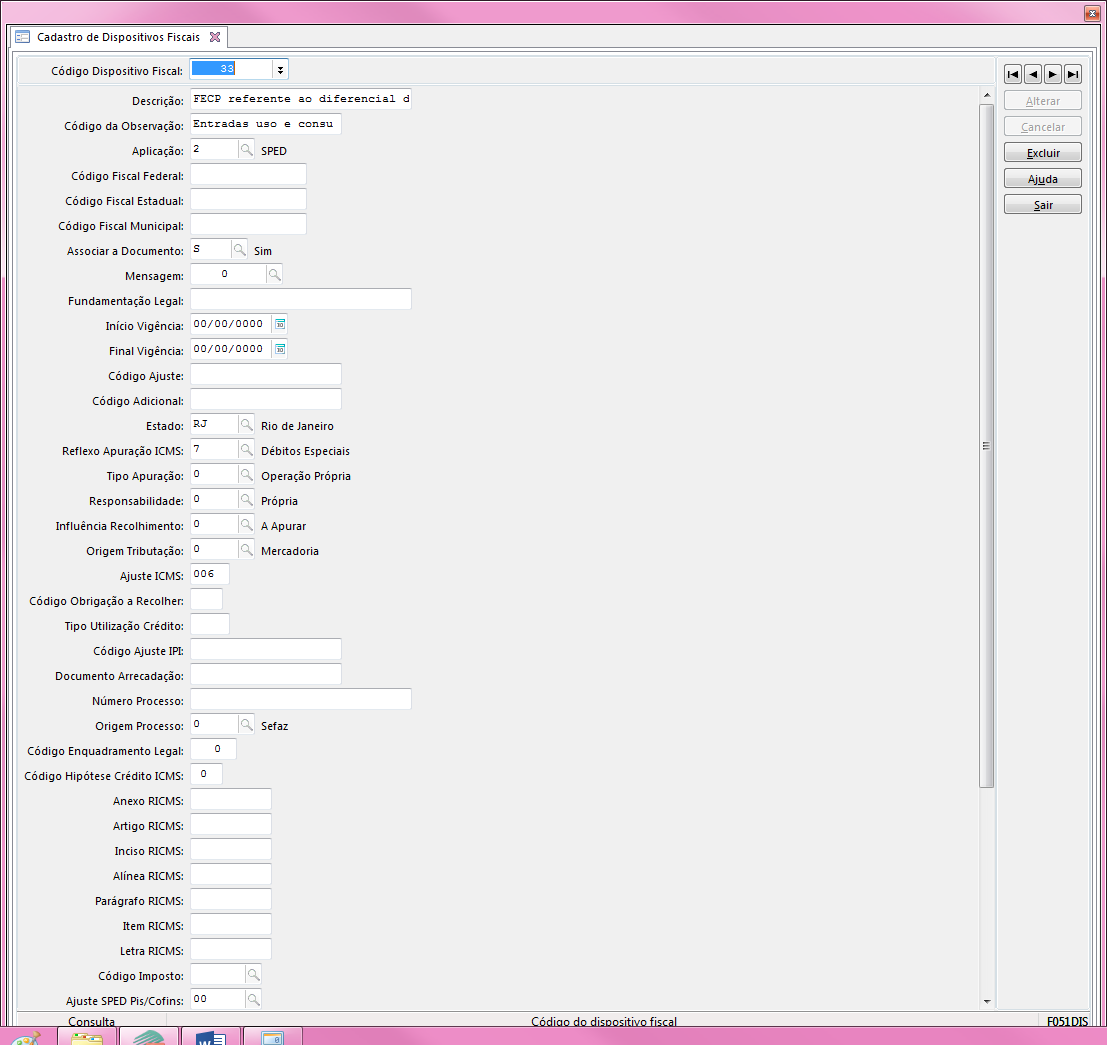 Cadastro de Dispositivos Fiscais
Código Dispositivo Fiscal: 33
Descrição: FECP referente ao diferencial d
Código da Observação: Entradas uso e consu
Aplicação: 2 SPED
Código Fiscal Federal:
Código Fiscal Estadual:
Código Fiscal Municipal:
Associar a Documento: S Sim
Mensagem: 0
Fundamentação Legal:
Início Vigência: 00/00/0000
Final Vigência: 00/00/0000
Código Ajuste:
Código Adicional:
Estado: RJ Rio de Janeiro
Reflexo Apuração ICMS: 7 Débitos Especiais
Tipo Apuração: 0 Operação Própria
Responsabilidade: 0 Própria
Influência Recolhimento: 0 A Apurar
Origem Tributação: 0 Mercadoria
Ajuste ICMS: 006
Código Obrigação a Recolher:
Tipo Utilização Crédito:
Código Ajuste IPI:
Documento Arrecadação:
Número Processo:
Origem Processo: 0 Sefaz
Código Enquadramento Legal: 0
Código Hipótese Crédito ICMS: 0
Anexo RICMS:
Artigo RICMS:
Inciso RICMS:
Alínea RICMS:
Parágrafo RICMS:
Item RICMS:
Letra RICMS:
Código Imposto:
Ajuste SPED Pis/Cofins: 00
Alterar
Cancelar
Excluir
Ajuda
Sair
Consulta Código do dispositivo fiscal F051DIS